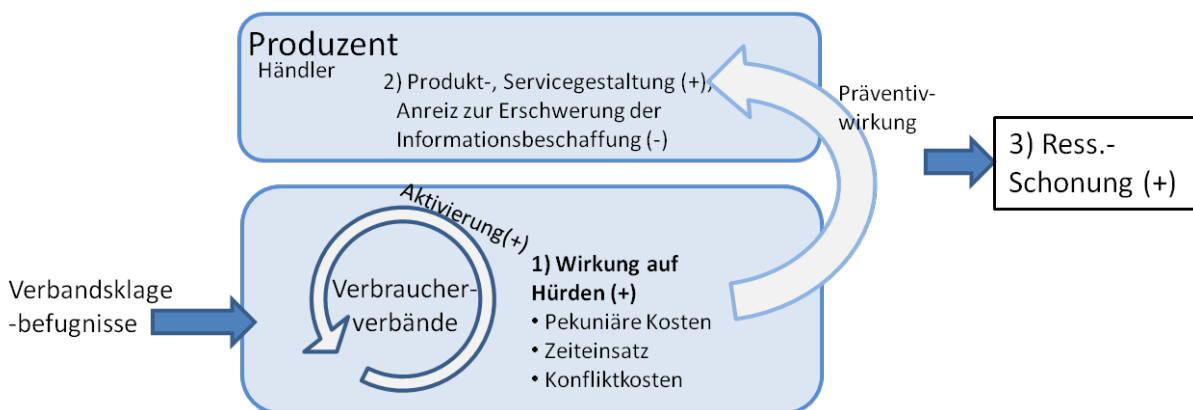 Produzent
Händler
2) Produkt-, Servicegestaltung (+),
Anreiz zur Erschwerung der
Informationsbeschaffung (-)
Präventiv-
wirkung
3) Ress.-
Schonung (+)
Verbandsklage
-befugnisse
Aktivierung(+)
Verbraucher-
verbände
1) Wirkung auf
Hürden (+)
• Pekuniäre Kosten
• Zeiteinsatz
• Konfliktkosten